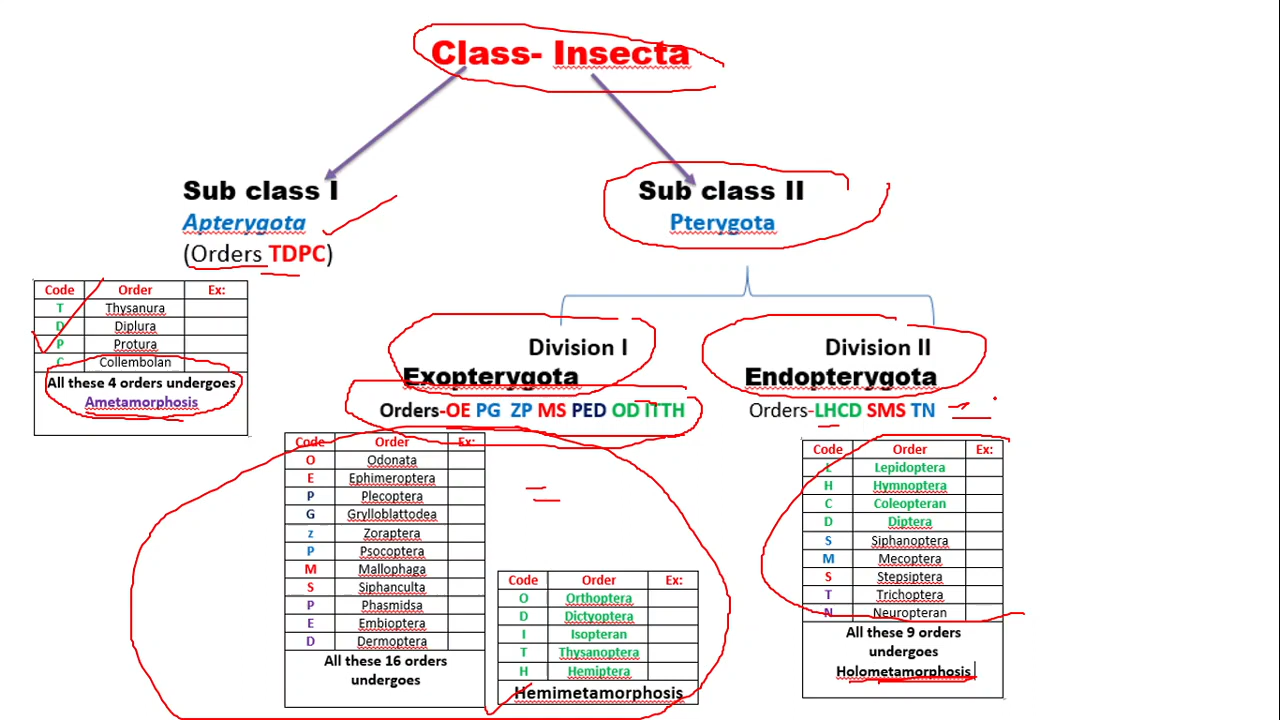 Class- Insecta
Sub class I
Apterygota
(Orders TDPC)
Sub class II
Pterygota
Code Order Ex:
T Thysanura
D Diplura
P Protura
C Collembolan
All these 4 orders undergoes
Ametamorphosis
Division I
Exopterygota
Orders-OE PG ZP MS PED OD ITTH
Division II
Endopterygota
Orders-LHCD SMS TN
Code Order Ex:
O Odonata
E Ephimeroptera
P Plecoptera
G Grylloblattodea
z Zoraptera
P Psocoptera
M Mallophaga
S Siphanculta
P Phasmidsa
E Embioptera
D Dermoptera
All these 16 orders
undergoes
Code Order Ex:
O Orthoptera
D Dictyoptera
I Isopteran
T Thysanoptera
H Hemiptera
Hemimetamorphosis
Code Order Ex:
L Lepidoptera
H Hymnoptera
C Coleopteran
D Diptera
S Siphanoptera
M Mecoptera
S Stepsiptera
T Trichoptera
N Neuropteran
All these 9 orders
undergoes
Holometamorphosis